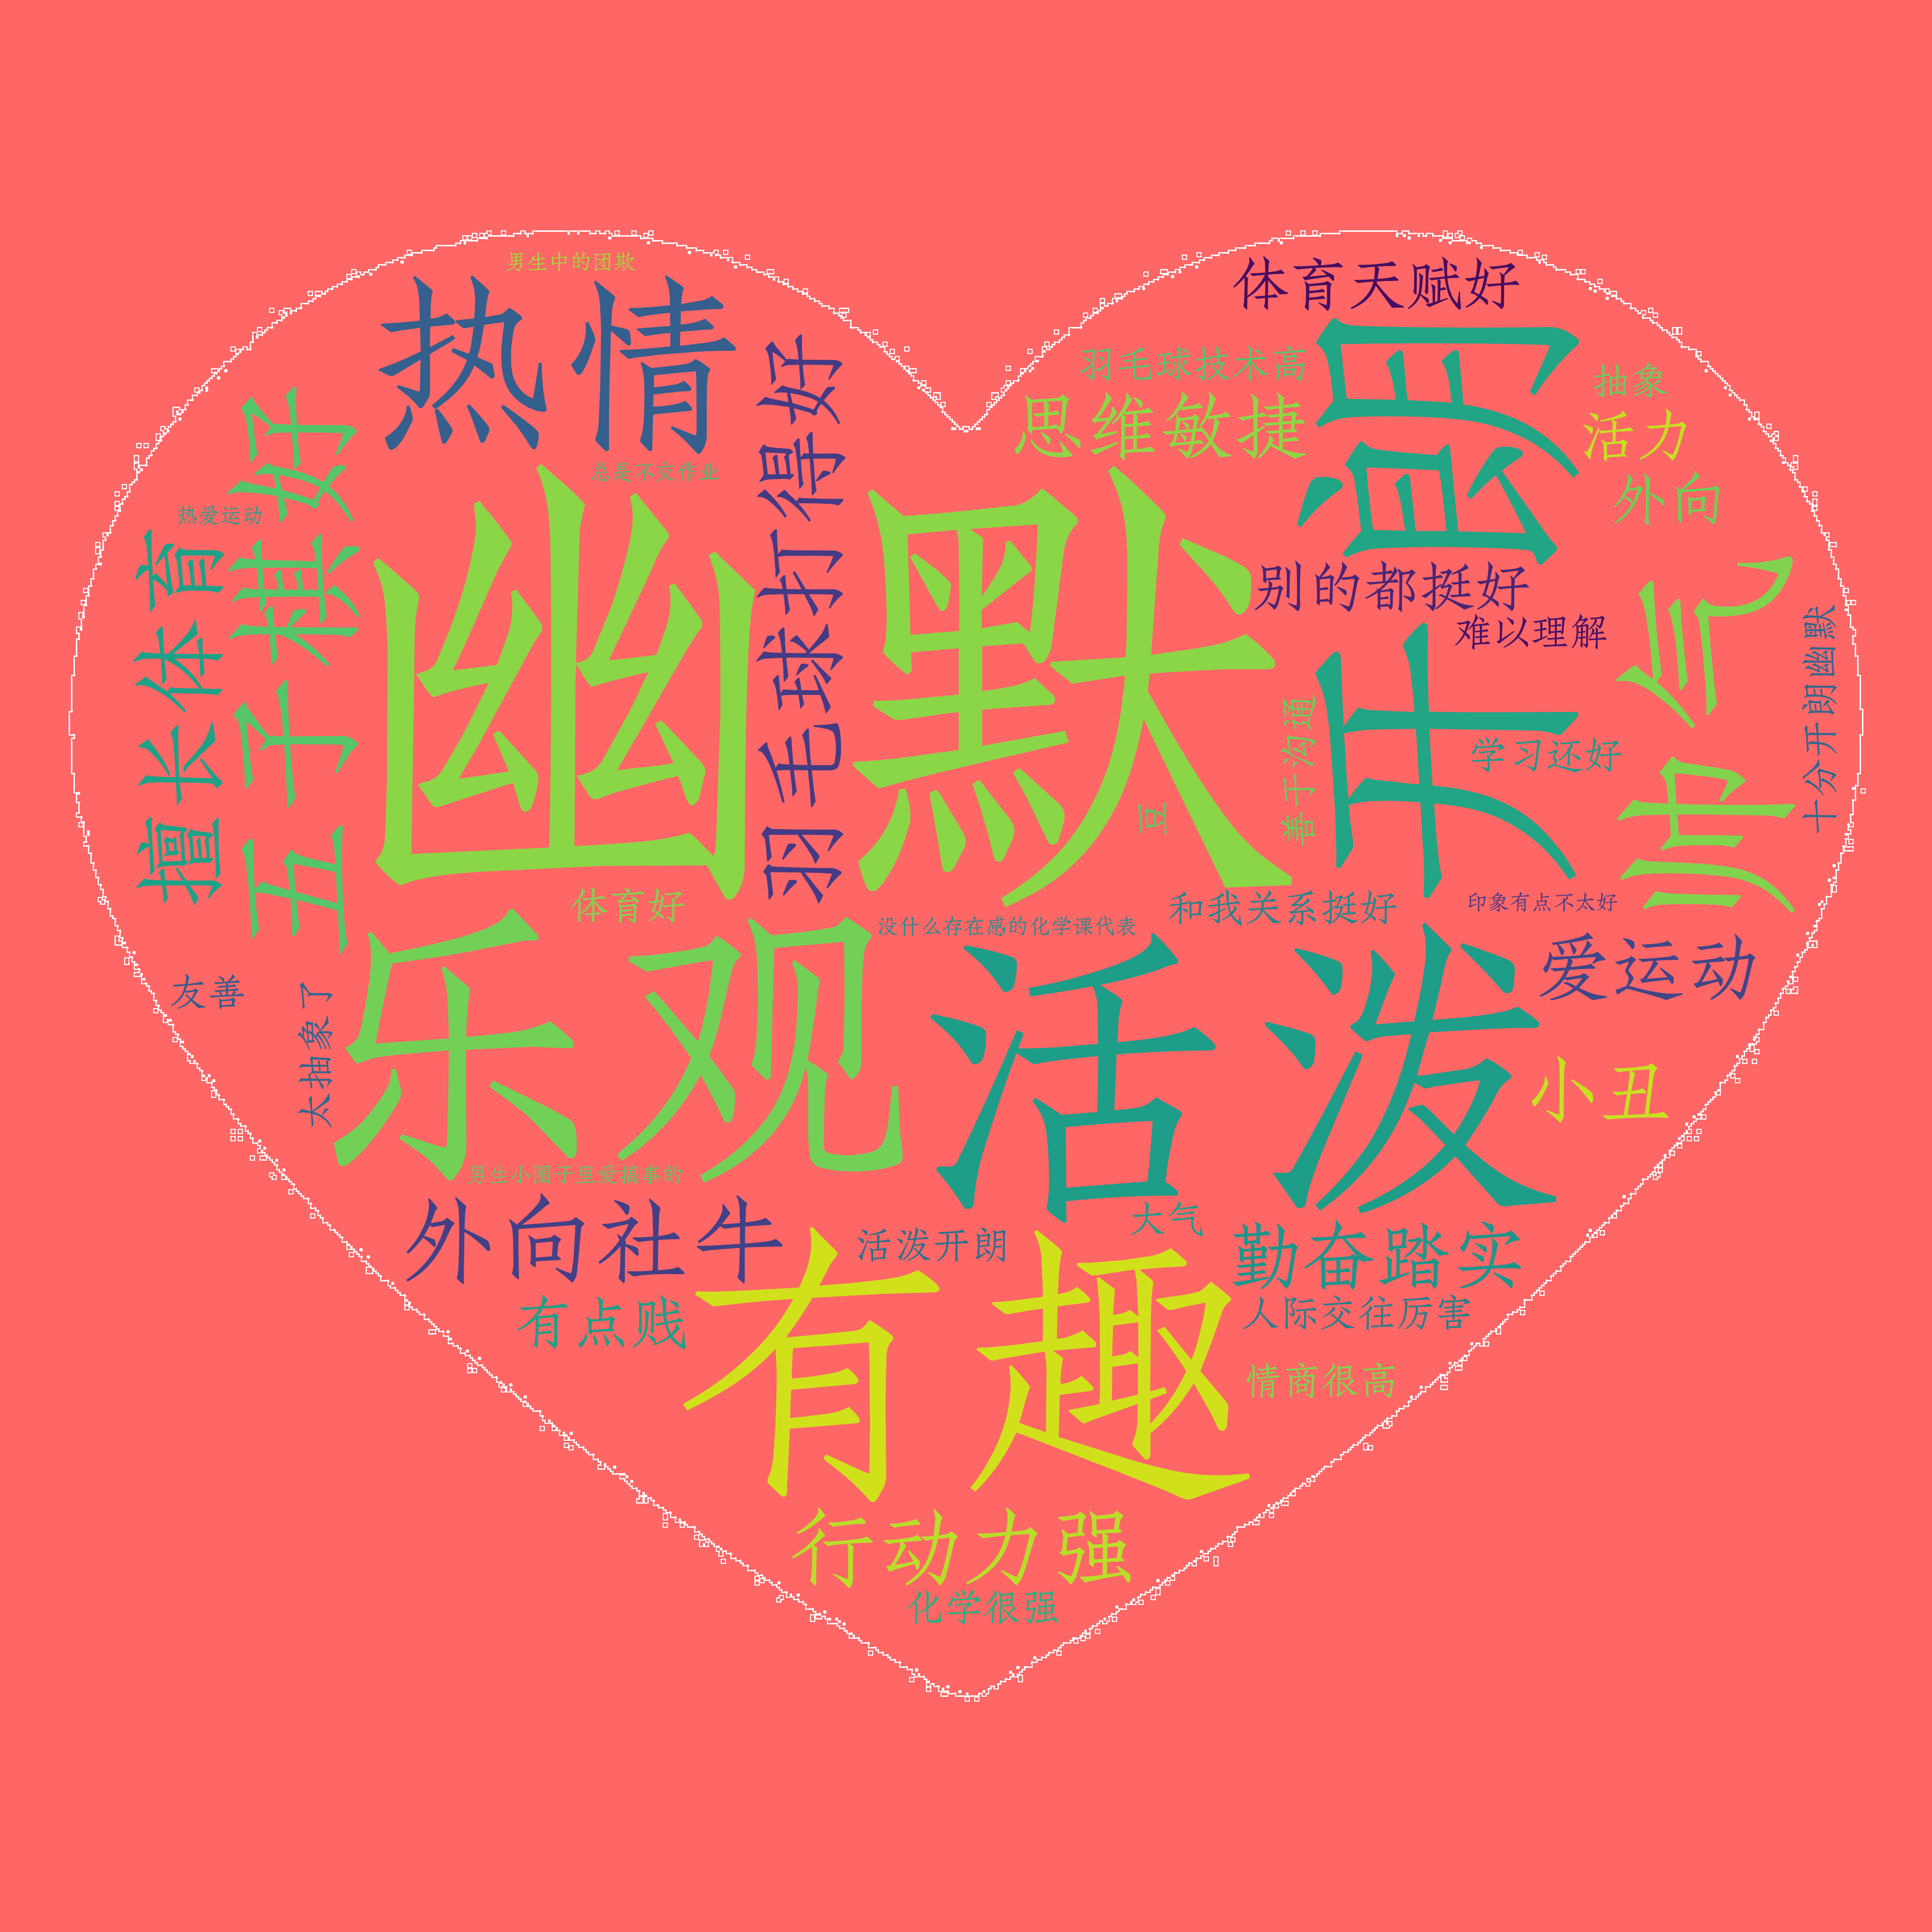 男生中的团欺
热情
体育天赋好
羽毛球技术高
思维敏捷
开朗
抽象
活力
外向
总是不交作业
热爱运动
五子棋好
擅长体育
幽默
羽毛球打得好
别的都挺好
难以理解
帅气
十分开朗幽默
善于沟通
学习还好
豆
体育好
没什么存在感的化学课代表
和我关系挺好
印象有点不太好
友善
太抽象了
乐观
活泼
爱运动
小丑
男生小圈子里爱搞事的
外向社牛
活泼开朗
大气
勤奋踏实
有点贱
有趣
人际交往厉害
情商很高
行动力强
化学很强